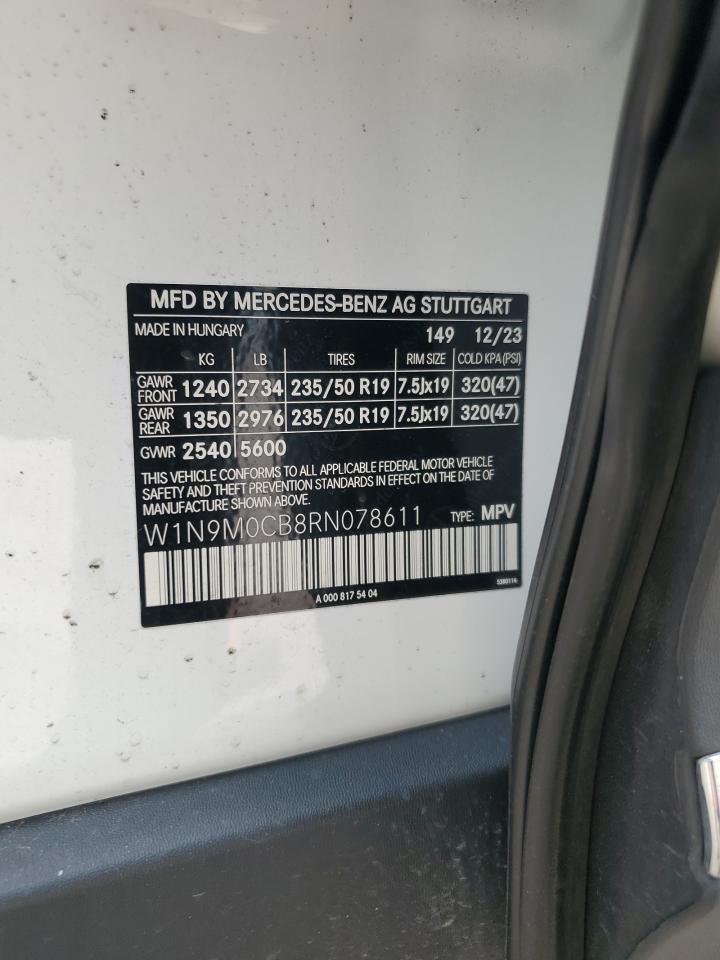 MFD BY MERCEDES-BENZ AG STUTTGART
MADE IN HUNGARY 149 12/23
KG LB TIRES RIM SIZE COLD KPA(PSI)
GAWR FRONT 1240 2734 235/50 R19 7.5Jx19 320(47)
GAWR REAR 1350 2976 235/50 R19 7.5Jx19 320(47)
GVWR 2540 5600
THIS VEHICLE CONFORMS TO ALL APPLICABLE FEDERAL MOTOR VEHICLE
SAFETY AND THEFT PREVENTION STANDARDS IN EFFECT ON THE DATE OF
MANUFACTURE SHOWN ABOVE.
W1N9M0CB8RN078611 TYPE: MPV
A 000 817 54 04